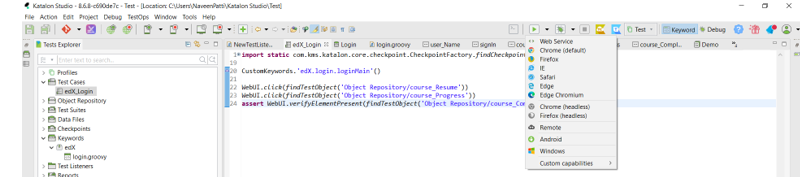 Katalon Studio - 8.6.8-c690de7c - Test - [Location: C:\Users\NaveenPatti\Katalon Studio\Test]
File Action Edit Project Debug TestOps Window Tools Help
Test Keyword Debug
Tests Explorer
NewTestListe... edX_Login Login login.groovy user_Name signIn course_Compl... Demo
Enter text to search...
Profiles
Test Cases
edX_Login
Object Repository
Test Suites
Data Files
Checkpoints
Keywords
edX
login.groovy
Test Listeners
Reports
1 import static com.kms.katalon.core.checkpoint.CheckpointFactory.findCheckpoin
20 CustomKeywords.'edX.login.loginMain'()
22 WebUI.click(findTestObject('Object Repository/course_Resume'))
23 WebUI.click(findTestObject('Object Repository/course_Progress'))
24 assert WebUI.verifyElementPresent(findTestObject('Object Repository/course_Com
Web Service
Chrome (default)
Firefox
IE
Safari
Edge
Edge Chromium
Chrome (headless)
Firefox (headless)
Remote
Android
Windows
Custom capabilities